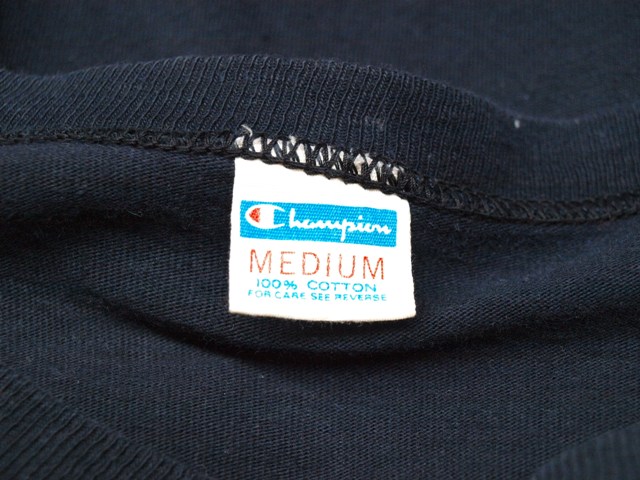 Champion
MEDIUM
100% COTTON
FOR CARE SEE REVERSE